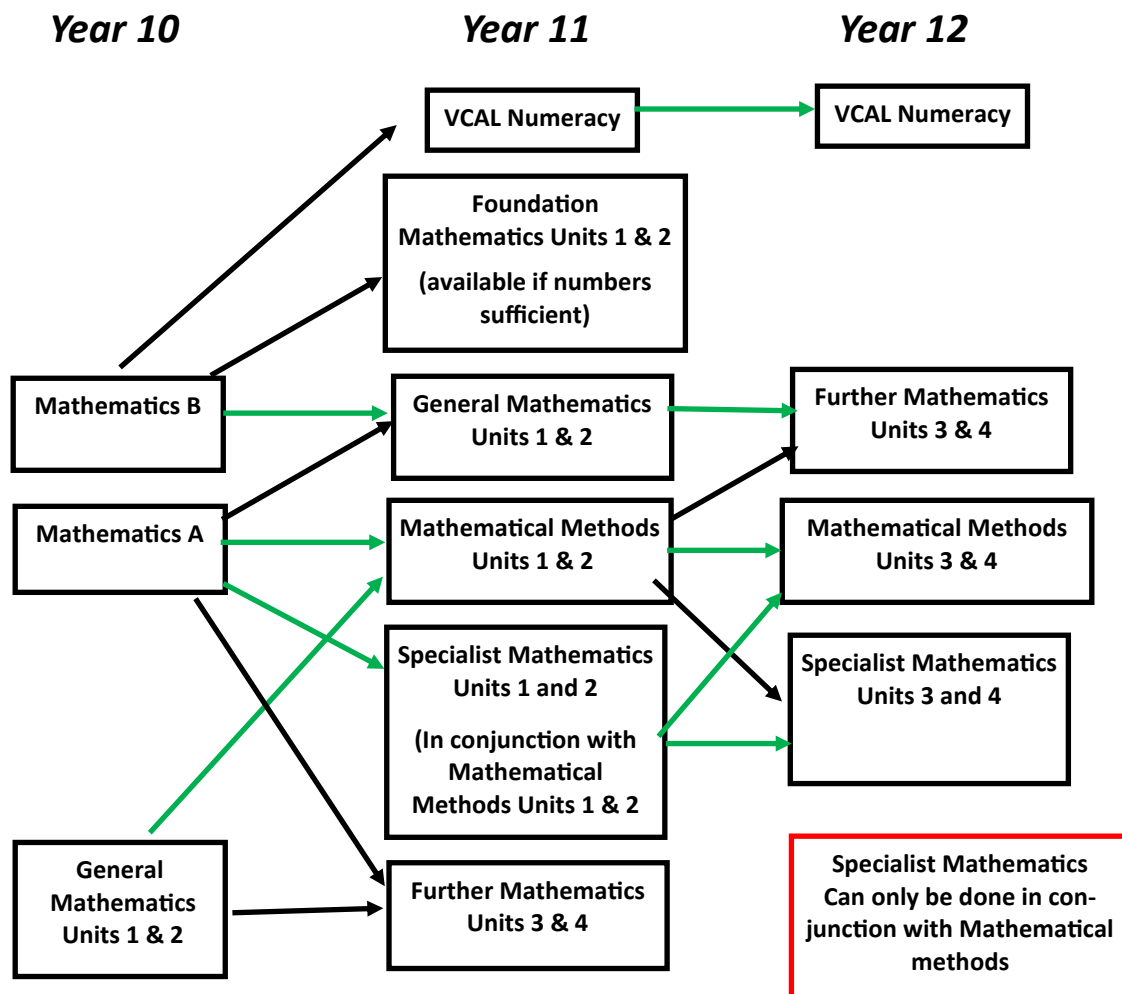 Year 10
Year 11
Year 12
VCAL Numeracy
VCAL Numeracy
Foundation
Mathematics Units 1 & 2
(available if numbers
sufficient)
Mathematics B
General Mathematics
Units 1 & 2
Further Mathematics
Units 3 & 4
Mathematics A
Mathematical Methods
Units 1 & 2
Mathematical Methods
Units 3 & 4
Specialist Mathematics
Units 1 and 2
(In conjunction with
Mathematical
Methods Units 1 & 2
Specialist Mathematics
Units 3 and 4
General
Mathematics
Units 1 & 2
Further Mathematics
Units 3 & 4
Specialist Mathematics
Can only be done in con-
junction with Mathematical
methods